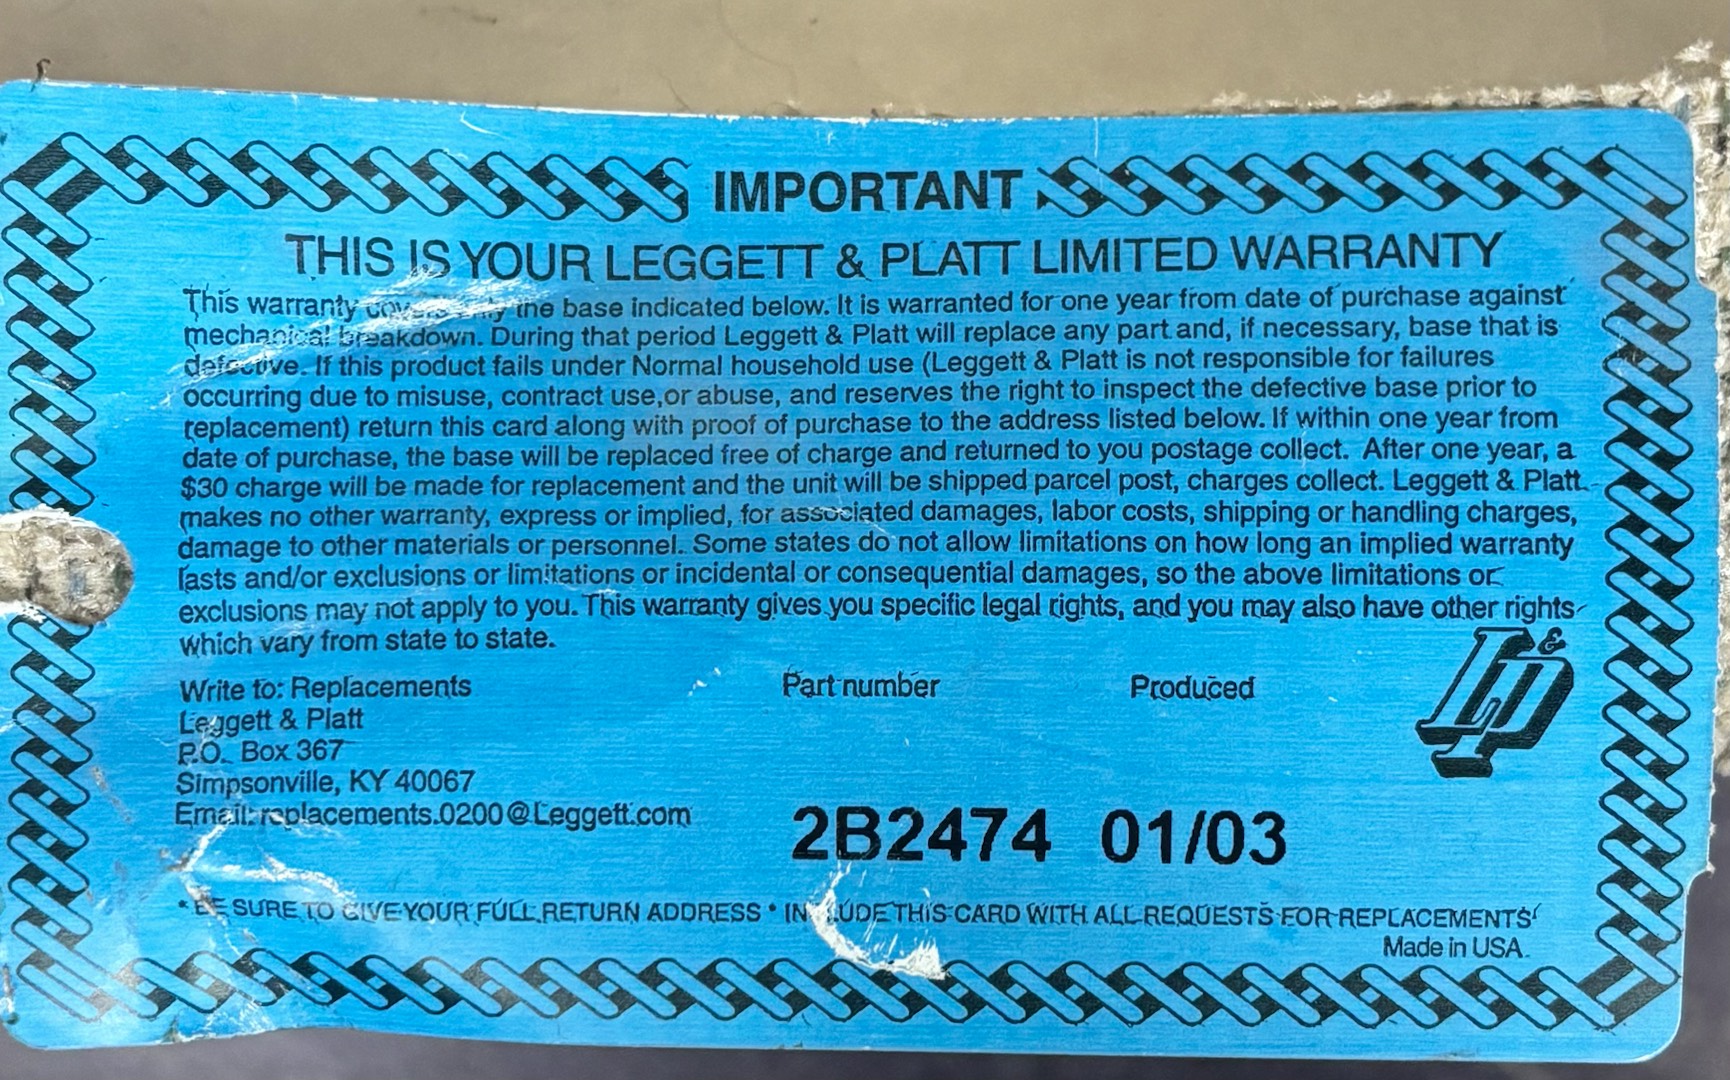 IMPORTANT
THIS IS YOUR LEGGETT & PLATT LIMITED WARRANTY
This warranty covers only the base indicated below. It is warranted for one year from date of purchase against
mechanical breakdown. During that period Leggett & Platt will replace any part and, if necessary, base that is
defective. If this product fails under Normal household use (Leggett & Platt is not responsible for failures
occurring due to misuse, contract use,or abuse, and reserves the right to inspect the defective base prior to
replacement) return this card along with proof of purchase to the address listed below. If within one year from
date of purchase, the base will be replaced free of charge and returned to you postage collect. After one year, a
$30 charge will be made for replacement and the unit will be shipped parcel post, charges collect. Leggett & Platt
makes no other warranty, express or implied, for associated damages, labor costs, shipping or handling charges,
damage to other materials or personnel. Some states do not allow limitations on how long an implied warranty
lasts and/or exclusions or limitations or incidental or consequential damages, so the above limitations or
exclusions may not apply to you. This warranty gives you specific legal rights, and you may also have other rights
which vary from state to state.
Write to: Replacements
Leggett & Platt
P.O. Box 367
Simpsonville, KY 40067
Email: replacements.0200@Leggett.com
Part number
Produced
L&P
2B2474 01/03
* BE SURE TO GIVE YOUR FULL RETURN ADDRESS * INCLUDE THIS CARD WITH ALL REQUESTS FOR REPLACEMENTS
Made in USA.